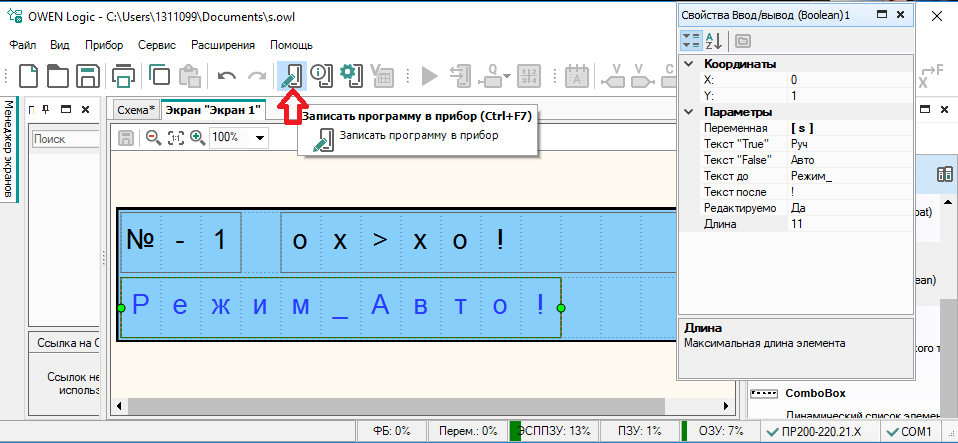 OWEN Logic - C:\Users\1311099\Documents\s.owl
Файл Вид Прибор Сервис Расширения Помощь
Менеджер экранов
Поиск
Ссылка на С
Ссылок не
использ
Схема*
Экран "Экран 1"
100%
Записать программу в прибор (Ctrl+F7)
Записать программу в прибор
№ - 1 о х > х о !
Р е ж и м _ А в т о !
Свойства Ввод/вывод (Boolean)1
Координаты
X: 0
Y: 1
Параметры
Переменная [ s ]
Текст "True" Руч
Текст "False" Авто
Текст до Режим_
Текст после !
Редактируемо Да
Длина 11
Длина
Максимальная длина элемента
oat)
ean)
кого т
ComboBox
Динамический список элемен
ФБ: 0% Перем.: 0% ЭСППЗУ: 13% ПЗУ: 1% ОЗУ: 7% ПР200-220.21.X COM1